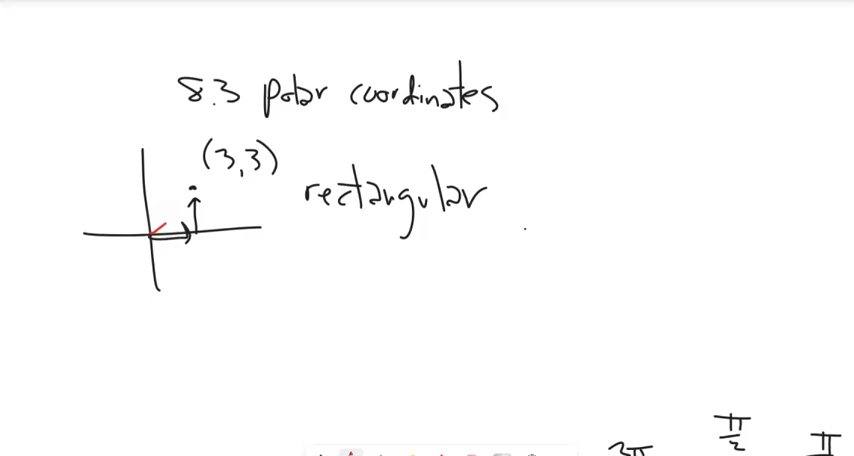 8.3 polar coordinates
(3,3)
rectangular
π/2